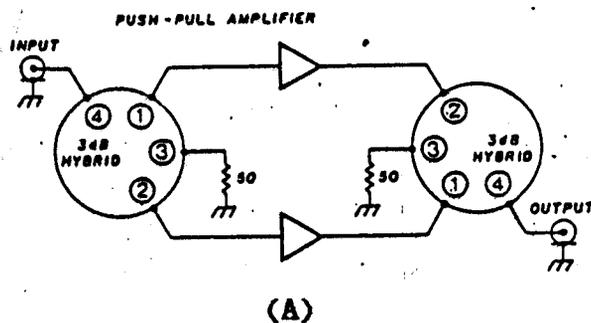 PUSH-PULL AMPLIFIER
INPUT
4
1
3dB
HYBRID
3
2
50
2
3dB
HYBRID
3
50
1
4
OUTPUT
(A)